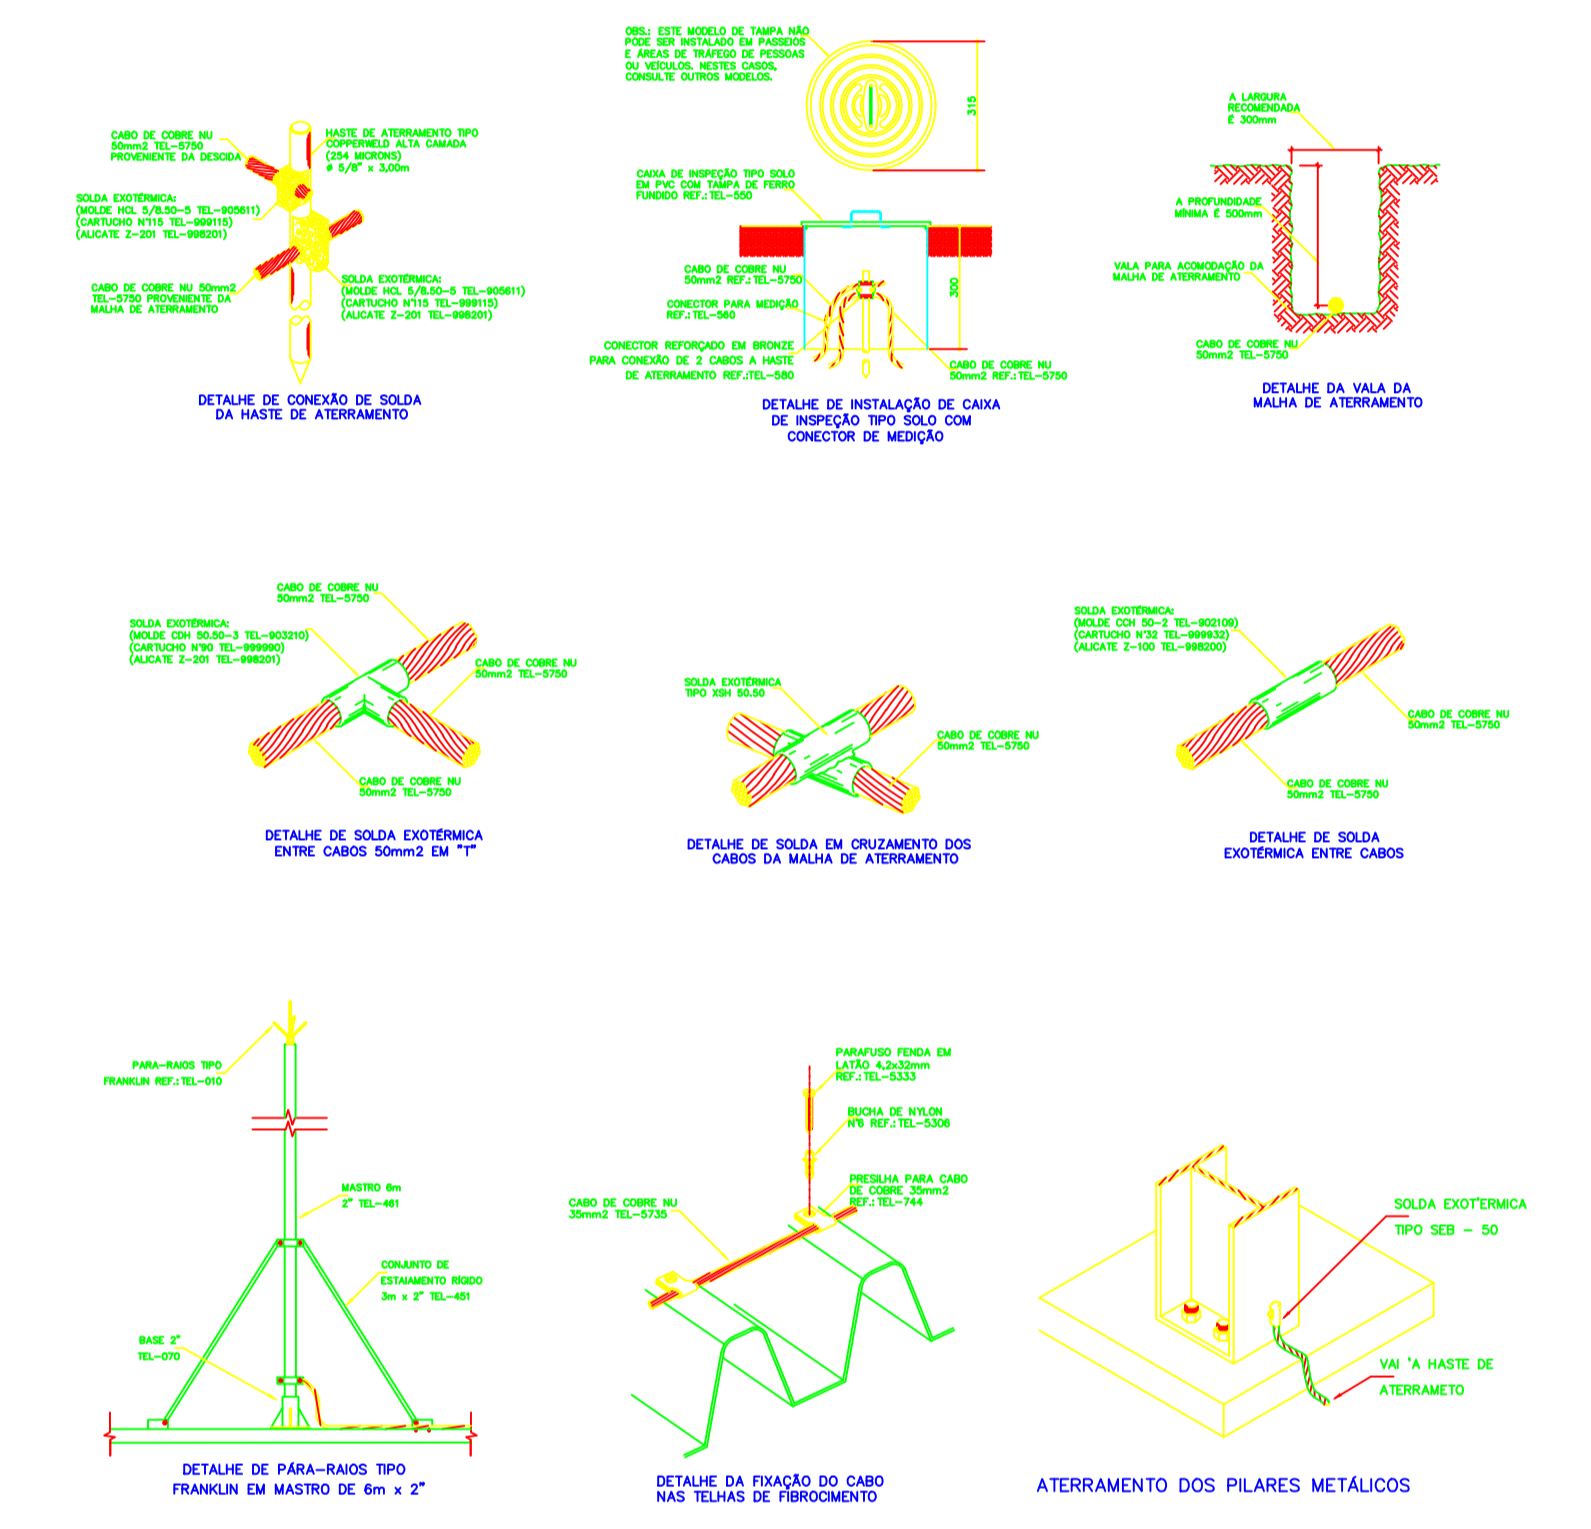 CABO DE COBRE NU
50mm2 TEL-5750
PROVENIENTE DA DESCIDA
HASTE DE ATERRAMENTO TIPO
COPPERWELD ALTA CAMADA
(254 MICRONS)
ø 5/8" x 3,00m
SOLDA EXOTÉRMICA:
(MOLDE HCL 5/8.50-5 TEL-905611)
(CARTUCHO N°115 TEL-999115)
(ALICATE Z-201 TEL-998201)
CABO DE COBRE NU 50mm2
TEL-5750 PROVENIENTE DA
MALHA DE ATERRAMENTO
SOLDA EXOTÉRMICA:
(MOLDE HCL 5/8.50-5 TEL-905611)
(CARTUCHO N°115 TEL-999115)
(ALICATE Z-201 TEL-998201)
DETALHE DE CONEXÃO DE SOLDA
DA HASTE DE ATERRAMENTO
OBS.: ESTE MODELO DE TAMPA NÃO
PODE SER INSTALADO EM PASSEIOS
E ÁREAS DE TRÁFEGO DE PESSOAS
OU VEÍCULOS. NESTES CASOS,
CONSULTE OUTROS MODELOS.
315
CAIXA DE INSPEÇÃO TIPO SOLO
EM PVC COM TAMPA DE FERRO
FUNDIDO REF.:TEL-550
CABO DE COBRE NU
50mm2 REF.:TEL-5750
300
CONECTOR PARA MEDIÇÃO
REF.:TEL-560
CONECTOR REFORÇADO EM BRONZE
PARA CONEXÃO DE 2 CABOS A HASTE
DE ATERRAMENTO REF.:TEL-580
CABO DE COBRE NU
50mm2 REF.:TEL-5750
DETALHE DE INSTALAÇÃO DE CAIXA
DE INSPEÇÃO TIPO SOLO COM
CONECTOR DE MEDIÇÃO
A LARGURA
RECOMENDADA
É 300mm
A PROFUNDIDADE
MÍNIMA É 500mm
VALA PARA ACOMODAÇÃO DA
MALHA DE ATERRAMENTO
CABO DE COBRE NU
50mm2 TEL-5750
DETALHE DA VALA DA
MALHA DE ATERRAMENTO
CABO DE COBRE NU
50mm2 TEL-5750
SOLDA EXOTÉRMICA:
(MOLDE CDH 50.50-3 TEL-903210)
(CARTUCHO N°90 TEL-999990)
(ALICATE Z-201 TEL-998201)
CABO DE COBRE NU
50mm2 TEL-5750
CABO DE COBRE NU
50mm2 TEL-5750
DETALHE DE SOLDA EXOTÉRMICA
ENTRE CABOS 50mm2 EM "T"
SOLDA EXOTÉRMICA
TIPO XSH 50.50
CABO DE COBRE NU
50mm2 TEL-5750
DETALHE DE SOLDA EM CRUZAMENTO DOS
CABOS DA MALHA DE ATERRAMENTO
SOLDA EXOTÉRMICA:
(MOLDE CCH 50-2 TEL-902109)
(CARTUCHO N°32 TEL-999932)
(ALICATE Z-100 TEL-998200)
CABO DE COBRE NU
50mm2 TEL-5750
CABO DE COBRE NU
50mm2 TEL-5750
DETALHE DE SOLDA
EXOTÉRMICA ENTRE CABOS
PARA-RAIOS TIPO
FRANKLIN REF.:TEL-010
MASTRO 6m
2" TEL-461
CONJUNTO DE
ESTAIAMENTO RÍGIDO
3m x 2" TEL-451
BASE 2"
TEL-070
DETALHE DE PÁRA-RAIOS TIPO
FRANKLIN EM MASTRO DE 6m x 2"
PARAFUSO FENDA EM
LATÃO 4,2x32mm
REF.:TEL-5333
BUCHA DE NYLON
N°6 REF.:TEL-5306
PRESILHA PARA CABO
DE COBRE 35mm2
REF.:TEL-744
CABO DE COBRE NU
35mm2 TEL-5735
DETALHE DA FIXAÇÃO DO CABO
NAS TELHAS DE FIBROCIMENTO
SOLDA EXOT'ERMICA
TIPO SEB - 50
VAI 'A HASTE DE
ATERRAMETO
ATERRAMENTO DOS PILARES METÁLICOS